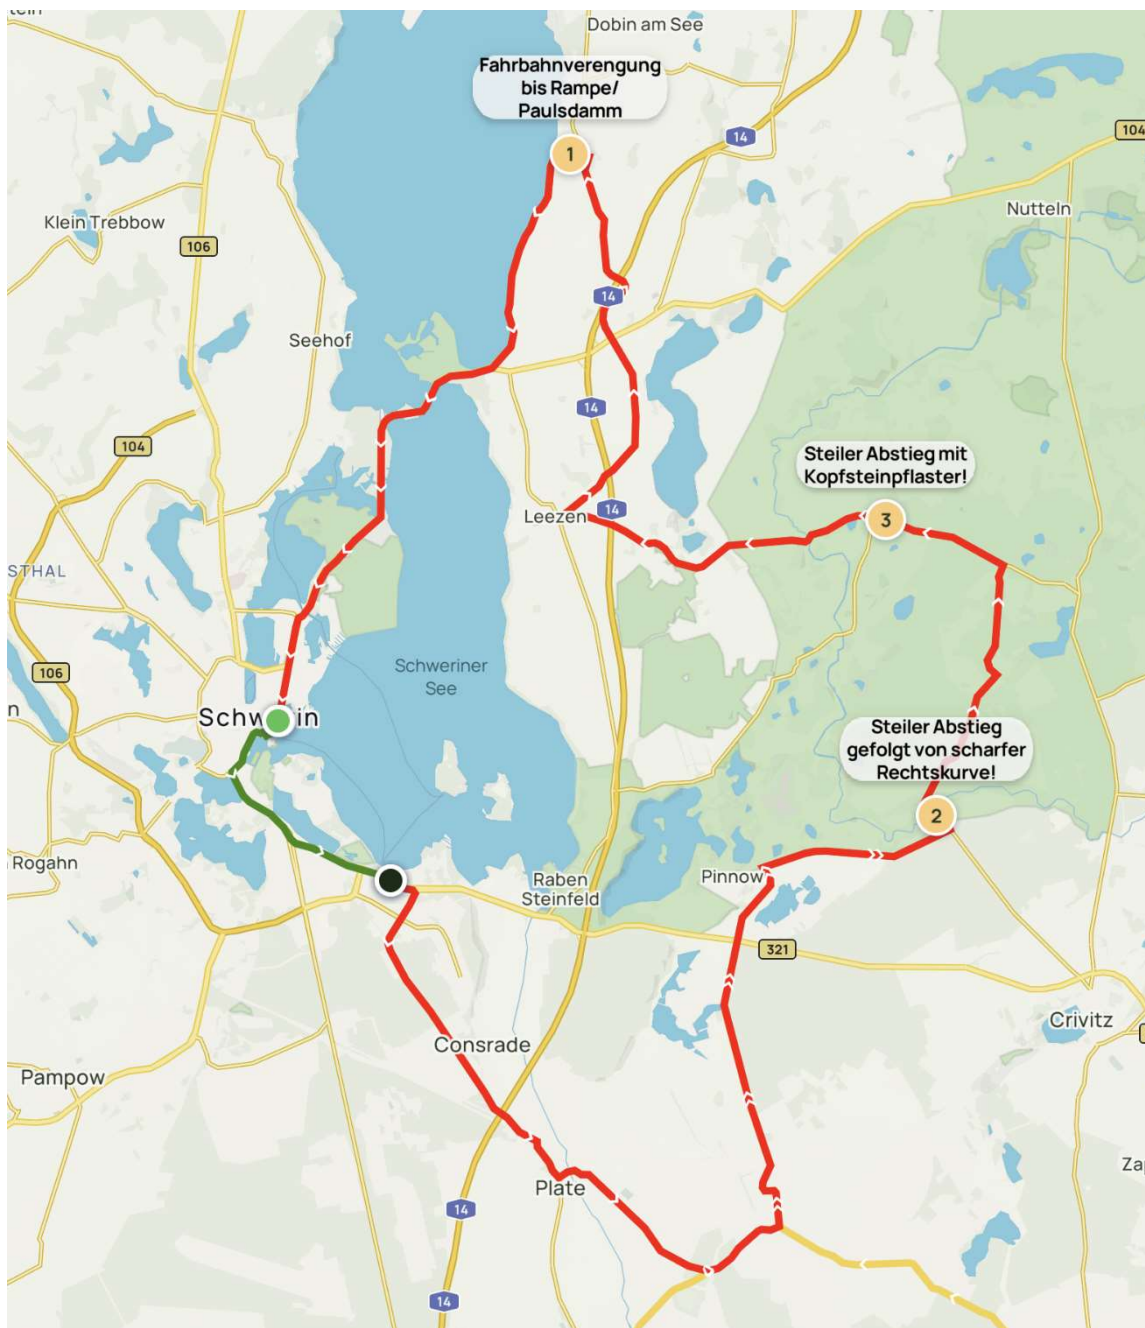 Dobin am See
Fahrbahnverengung
bis Rampe/
Paulsdamm
1
14
104
Klein Trebbow
Nutteln
106
14
Seehof
14
104
Steiler Abstieg mit
Kopfsteinpflaster!
3
Leezen
14
STHAL
106
Schweriner
See
n
Schwerin
Steiler Abstieg
gefolgt von scharfer
Rechtskurve!
2
Rogahn
Raben
Steinfeld
Pinnow
321
Crivitz
Consrade
Pampow
Plate
Zap
14
14